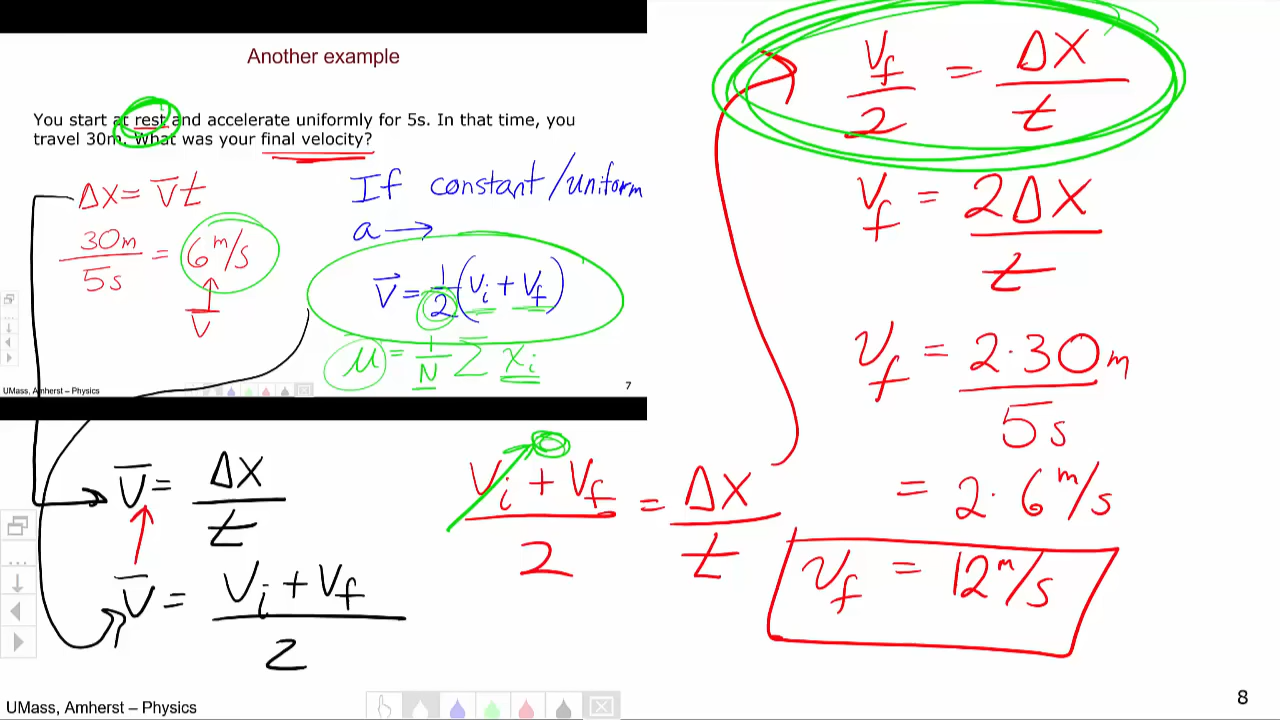 Another example
You start at rest and accelerate uniformly for 5s. In that time, you
travel 30m. What was your final velocity?
Δx = v̅t
30m/5s = 6 m/s
v̅
If constant/uniform
a →
v̅ = 1/2 (Vi + Vf)
μ = 1/N Σ xi
UMass, Amherst – Physics
7
V̅ = Δx/t
V̅ = (Vi + Vf)/2
(Vi + Vf)/2 = Δx/t
Vf/2 = Δx/t
Vf = 2Δx/t
Vf = 2·30m/5s
= 2·6 m/s
Vf = 12 m/s
UMass, Amherst – Physics
8